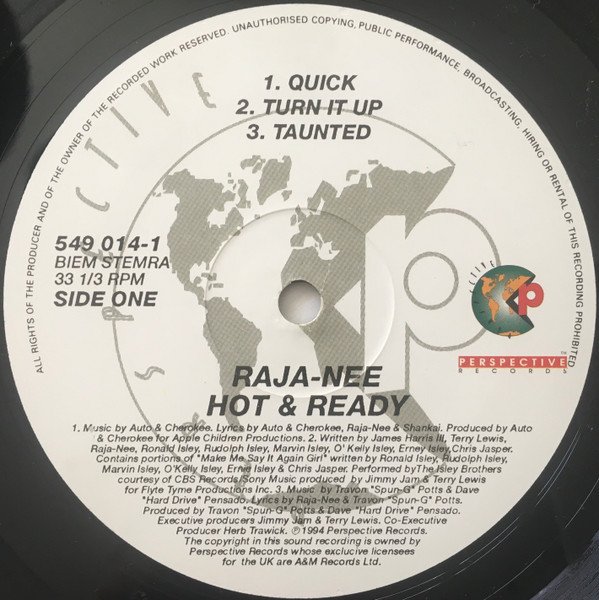 ALL RIGHTS OF THE PRODUCER AND OF THE OWNER OF THE RECORDED WORK RESERVED. UNAUTHORISED COPYING, PUBLIC PERFORMANCE, BROADCASTING, HIRING OR RENTAL OF THIS RECORDING PROHIBITED
PERSPECTIVE
1. QUICK
2. TURN IT UP
3. TAUNTED
549 014-1
BIEM STEMRA
33 1/3 RPM
SIDE ONE
p
p
PERSPECTIVE
RECORDS
RAJA-NEE
HOT & READY
1. Music by Auto & Cherokee. Lyrics by Auto & Cherokee, Raja-Nee & Shankai. Produced by Auto
& Cherokee for Apple Children Productions. 2. Written by James Harris III, Terry Lewis,
Raja-Nee, Ronald Isley, Rudolph Isley, Marvin Isley, O' Kelly Isley, Erney Isley, Chris Jasper.
Contains portions of "Make Me Say It Again Girl" written by Ronald Isley, Rudolph Isley,
Marvin Isley, O'Kelly Isley, Ernie Isley & Chris Jasper. Performed byThe Isley Brothers
courtesy of CBS Records/Sony Music produced by Jimmy Jam & Terry Lewis
for Flyte Tyme Productions Inc. 3. Music by Travon "Spun-G" Potts & Dave
"Hard Drive" Pensado. Lyrics by Raja-Nee & Travon "Spun-G" Potts.
Produced by Travon "Spun-G" Potts & Dave "Hard Drive" Pensado.
Executive producers Jimmy Jam & Terry Lewis. Co-Executive
Producer Herb Trawick. ℗1994 Perspective Records.
The copyright in this sound recording is owned by
Perspective Records whose exclucive licensees
for the UK are A&M Records Ltd.